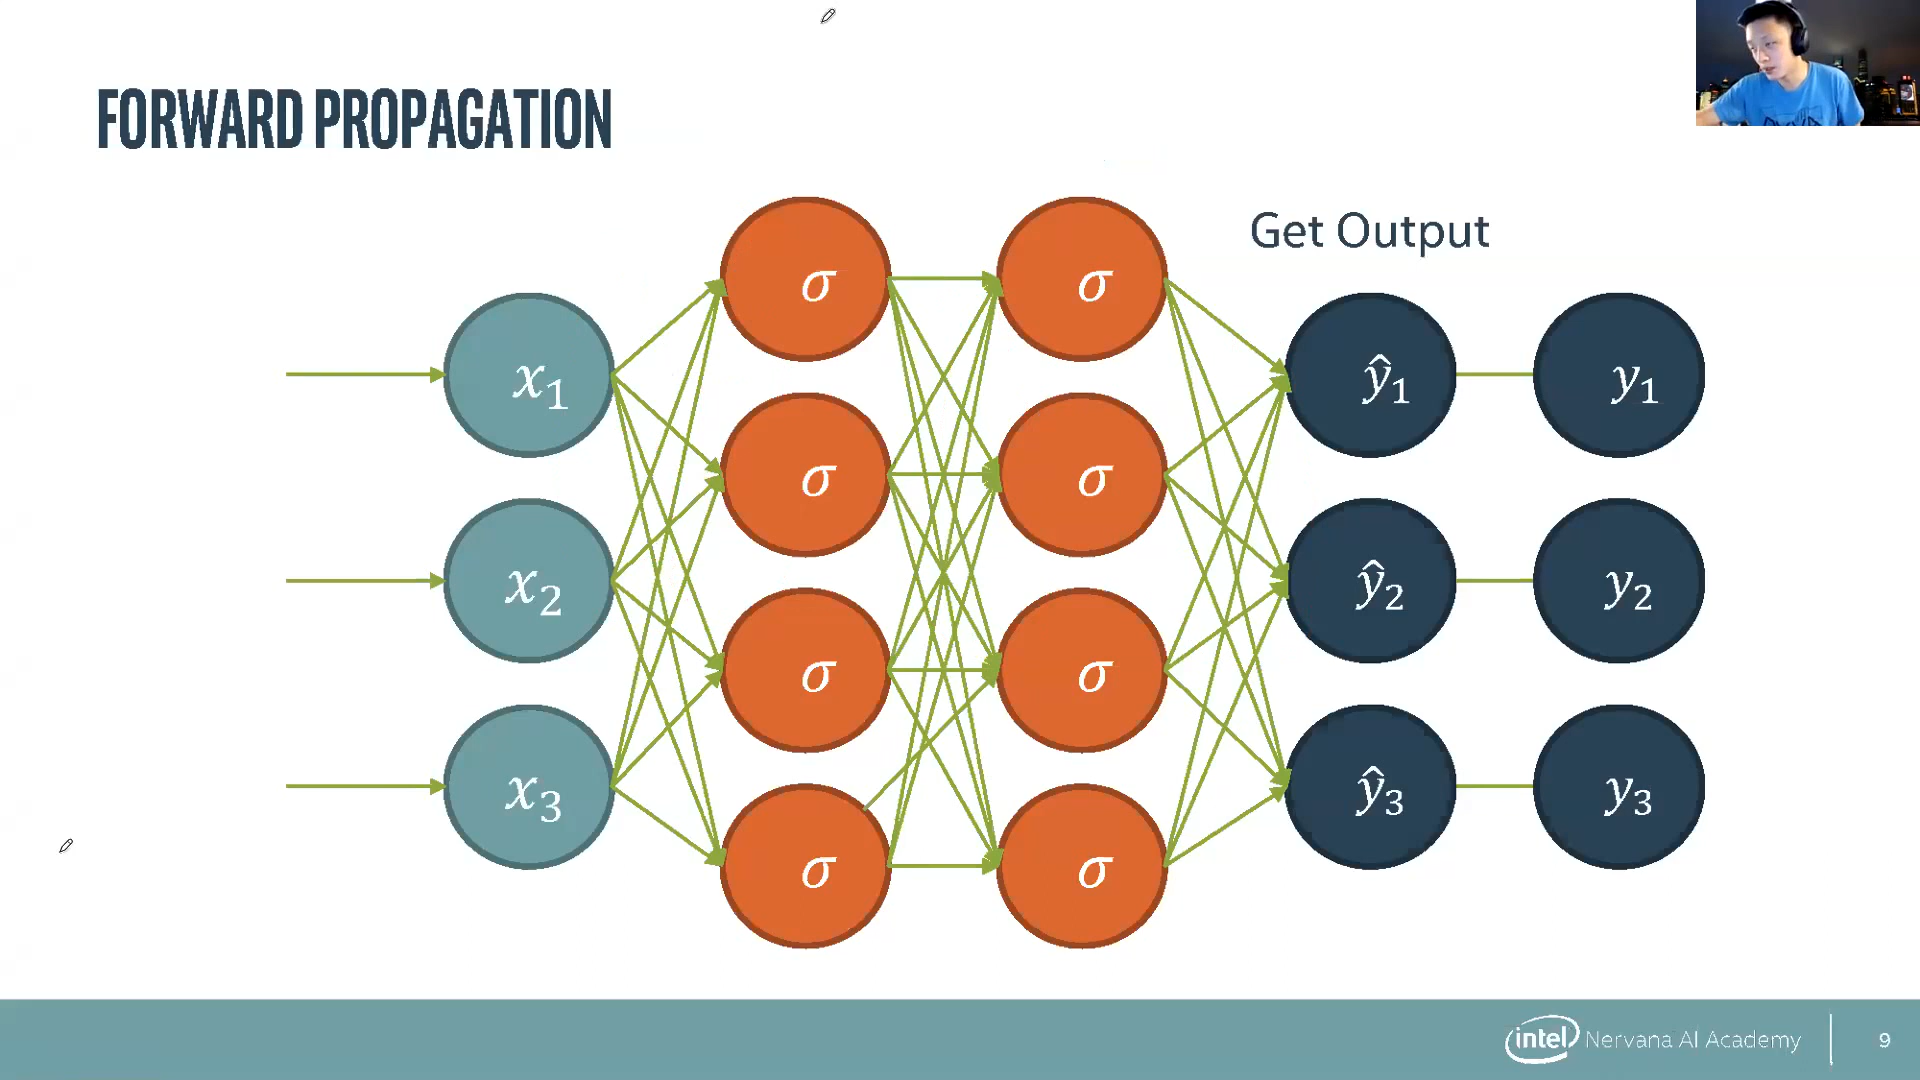 FORWARD PROPAGATION
Get Output
σ σ
x₁ ŷ₁ y₁
σ σ
x₂ ŷ₂ y₂
σ σ
x₃ ŷ₃ y₃
σ σ
intel Nervana AI Academy 9